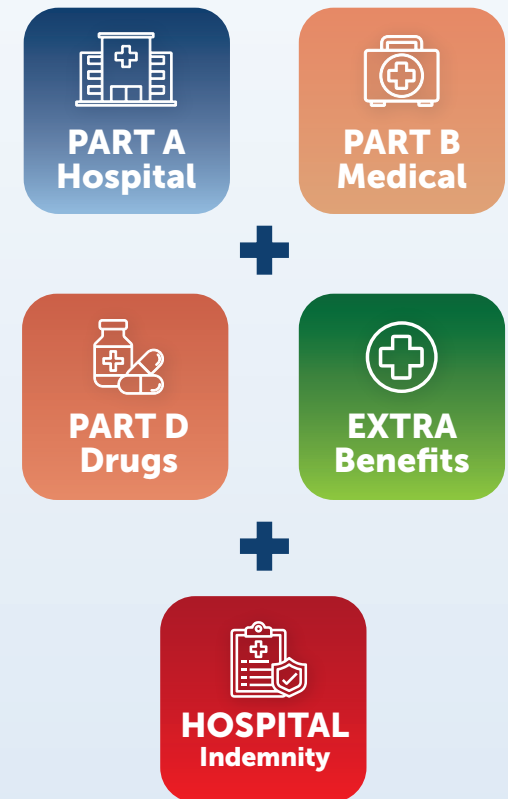 PART A
Hospital
PART B
Medical
PART D
Drugs
EXTRA
Benefits
HOSPITAL
Indemnity